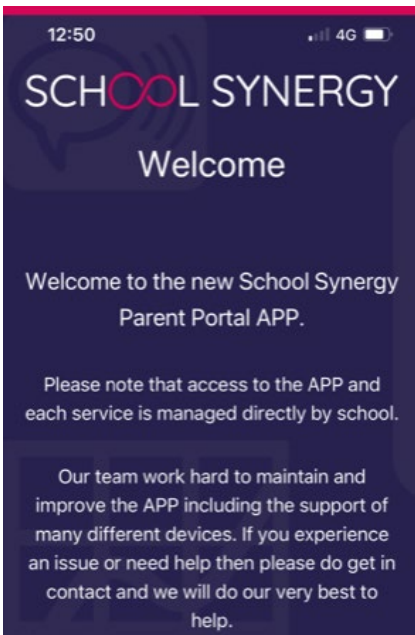 12:50 4G
SCHOOL SYNERGY
Welcome
Welcome to the new School Synergy
Parent Portal APP.
Please note that access to the APP and
each service is managed directly by school.
Our team work hard to maintain and
improve the APP including the support of
many different devices. If you experience
an issue or need help then please do get in
contact and we will do our very best to
help.